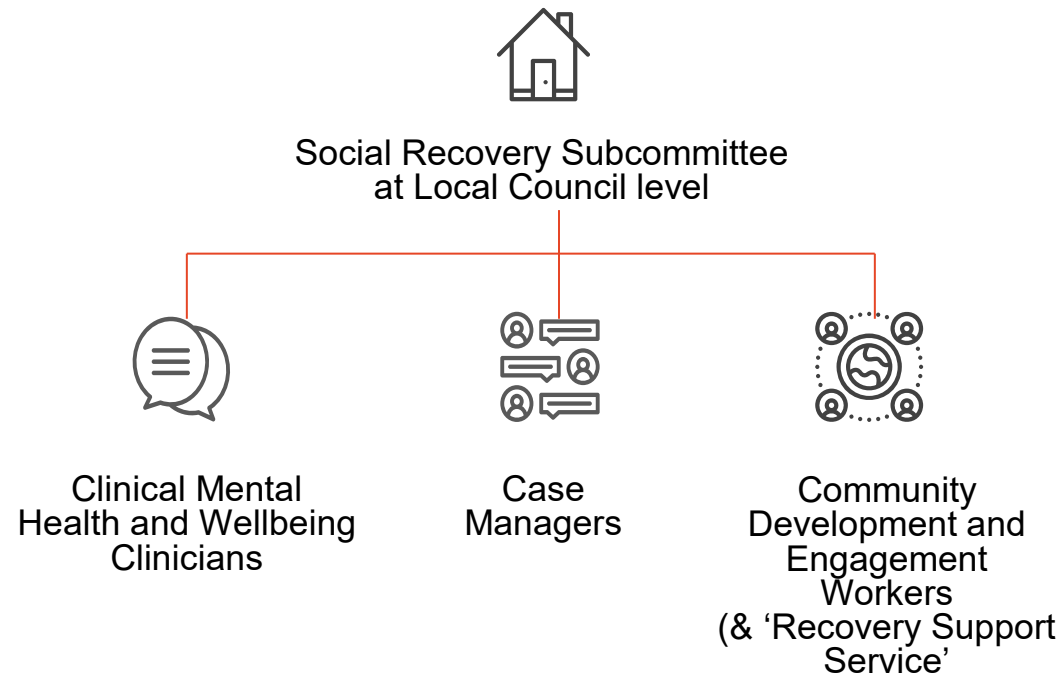 Social Recovery Subcommittee
at Local Council level
Clinical Mental
Health and Wellbeing
Clinicians
Case
Managers
Community
Development and
Engagement
Workers
(& ‘Recovery Support
Service’